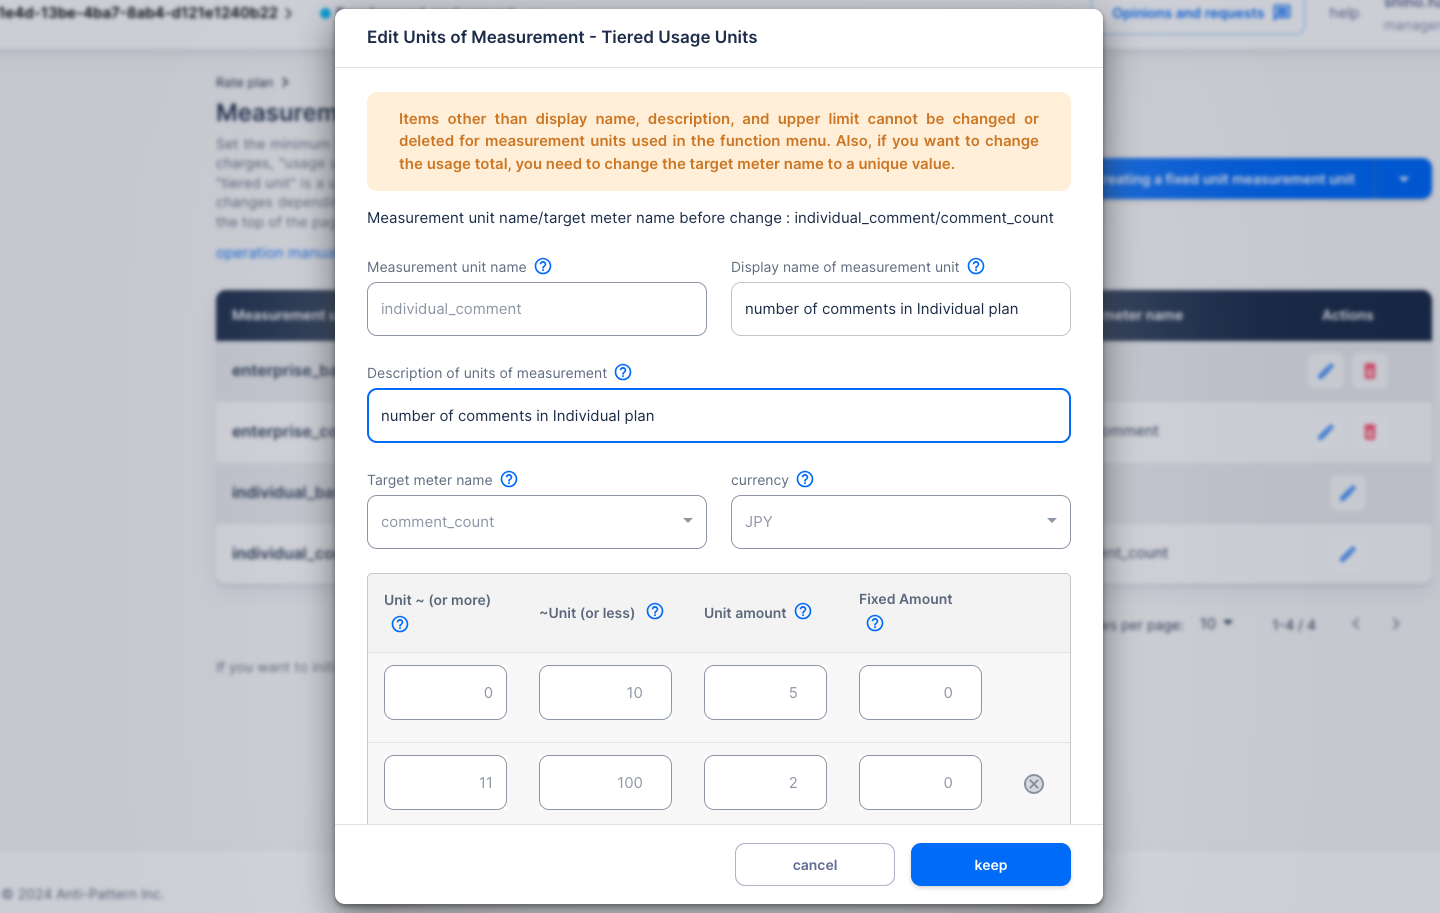 1e4d-13be-4ba7-8ab4-d121e1240b22
Opinions and requests
help
manager
Rate plan
Measurem
Set the minimum
charges, "usage
"tiered unit" is a
changes depending
the top of the pag
operation manua
reating a fixed unit measurement unit
Measurement u
meter name
Actions
enterprise_ba
enterprise_co
omment
individual_ba
individual_co
nt_count
ws per page:
10
1-4 / 4
If you want to initi
© 2024 Anti-Pattern Inc.
Edit Units of Measurement - Tiered Usage Units
Items other than display name, description, and upper limit cannot be changed or
deleted for measurement units used in the function menu. Also, if you want to change
the usage total, you need to change the target meter name to a unique value.
Measurement unit name/target meter name before change : individual_comment/comment_count
Measurement unit name
Display name of measurement unit
individual_comment
number of comments in Individual plan
Description of units of measurement
number of comments in Individual plan
Target meter name
currency
comment_count
JPY
Unit ~ (or more)
~Unit (or less)
Unit amount
Fixed Amount
0
10
5
0
11
100
2
0
cancel
keep